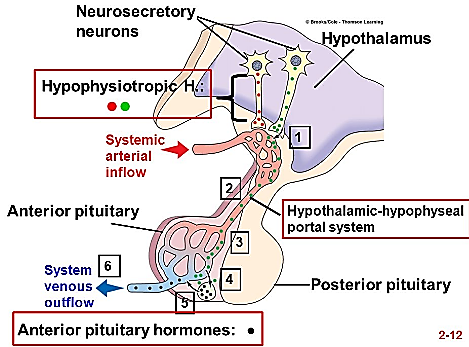 Neurosecretory
neurons
© Brooks/Cole - Thomson Learning
Hypothalamus
Hypophysiotropic H.:
1
Systemic
arterial
inflow
2
Anterior pituitary
Hypothalamic-hypophyseal
portal system
3
6
System
venous
outflow
4
Posterior pituitary
5
Anterior pituitary hormones:
2-12